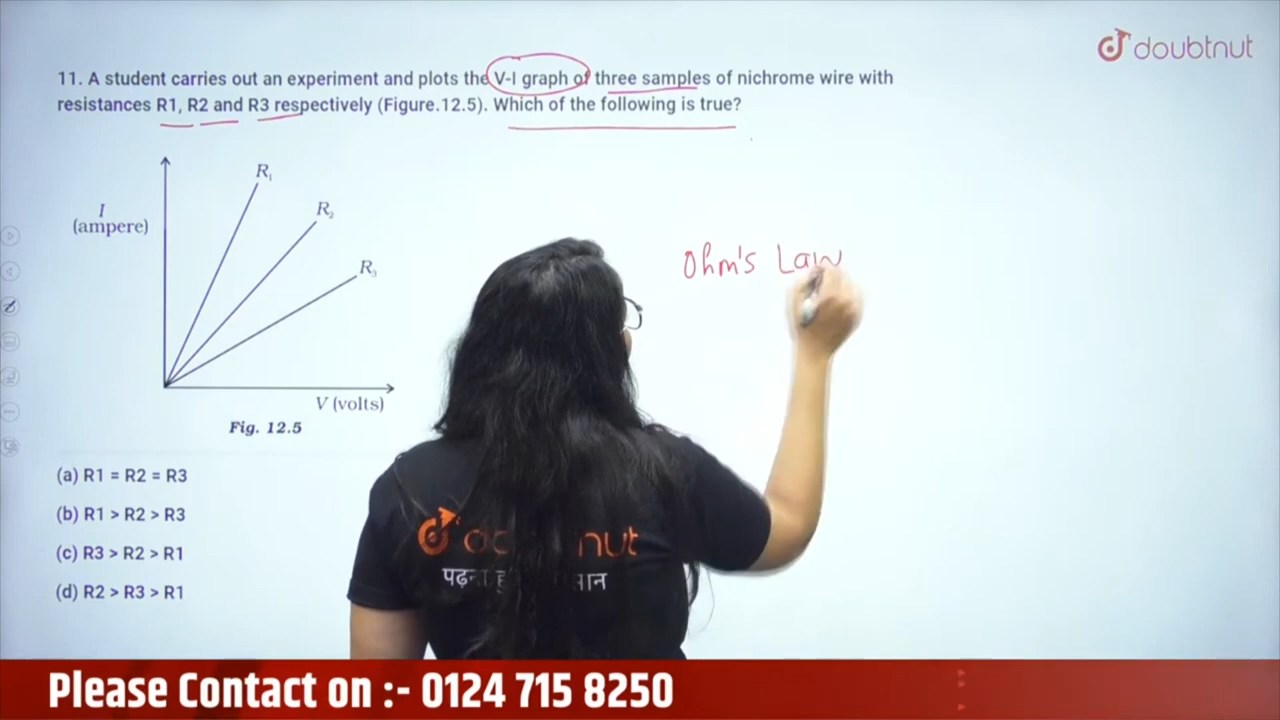 doubtnut
11. A student carries out an experiment and plots the V-I graph of three samples of nichrome wire with
resistances R1, R2 and R3 respectively (Figure.12.5). Which of the following is true?
R₁
R₂
R₃
I
(ampere)
V (volts)
Fig. 12.5
Ohm's Law
(a) R1 = R2 = R3
(b) R1 > R2 > R3
(c) R3 > R2 > R1
(d) R2 > R3 > R1
Please Contact on :- 0124 715 8250